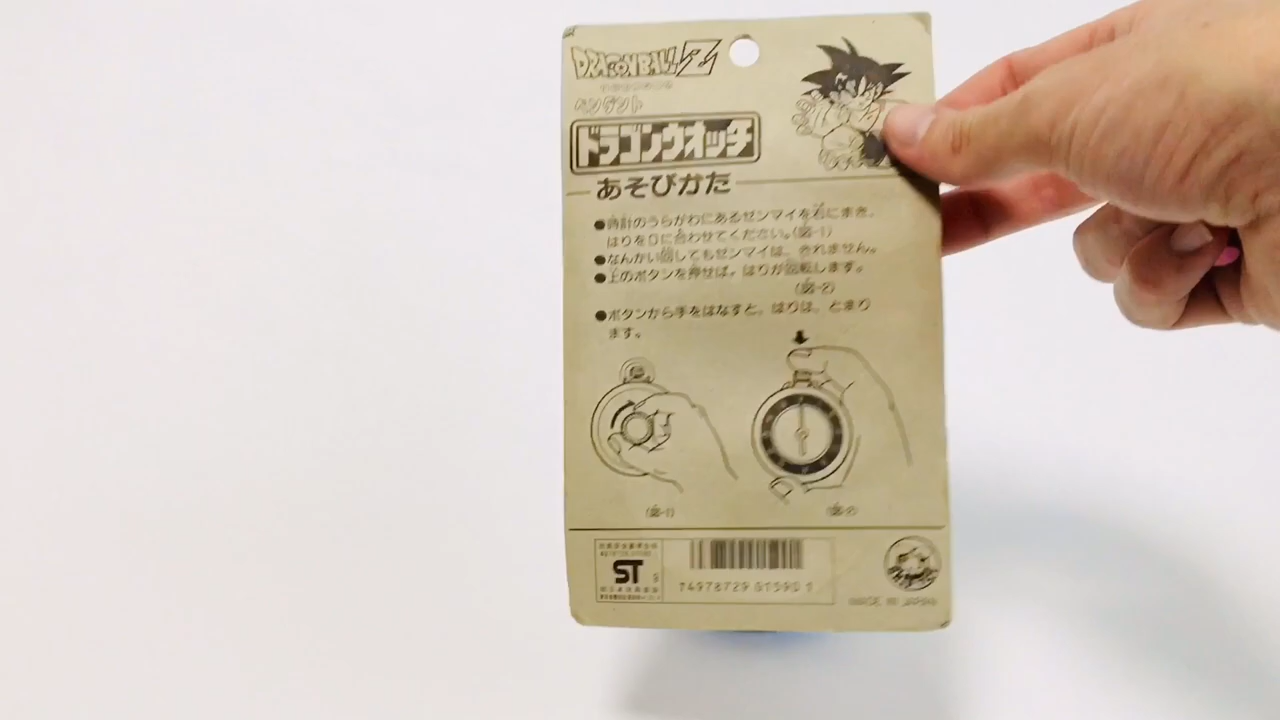 DRAGONBALL Z
ペンダント
ドラゴンウオッチ
あそびかた
●時計のうらがわにあるゼンマイを右にまき、
はりを0に合わせてください。(図-1)
●なんかい回してもゼンマイは、きれません。
●上のボタンを押せば、はりが回転します。
(図-2)
●ボタンから手をはなすと、はりは、とまり
ます。
(図-1)
(図-2)
ST
4978729 015901
MADE IN JAPAN